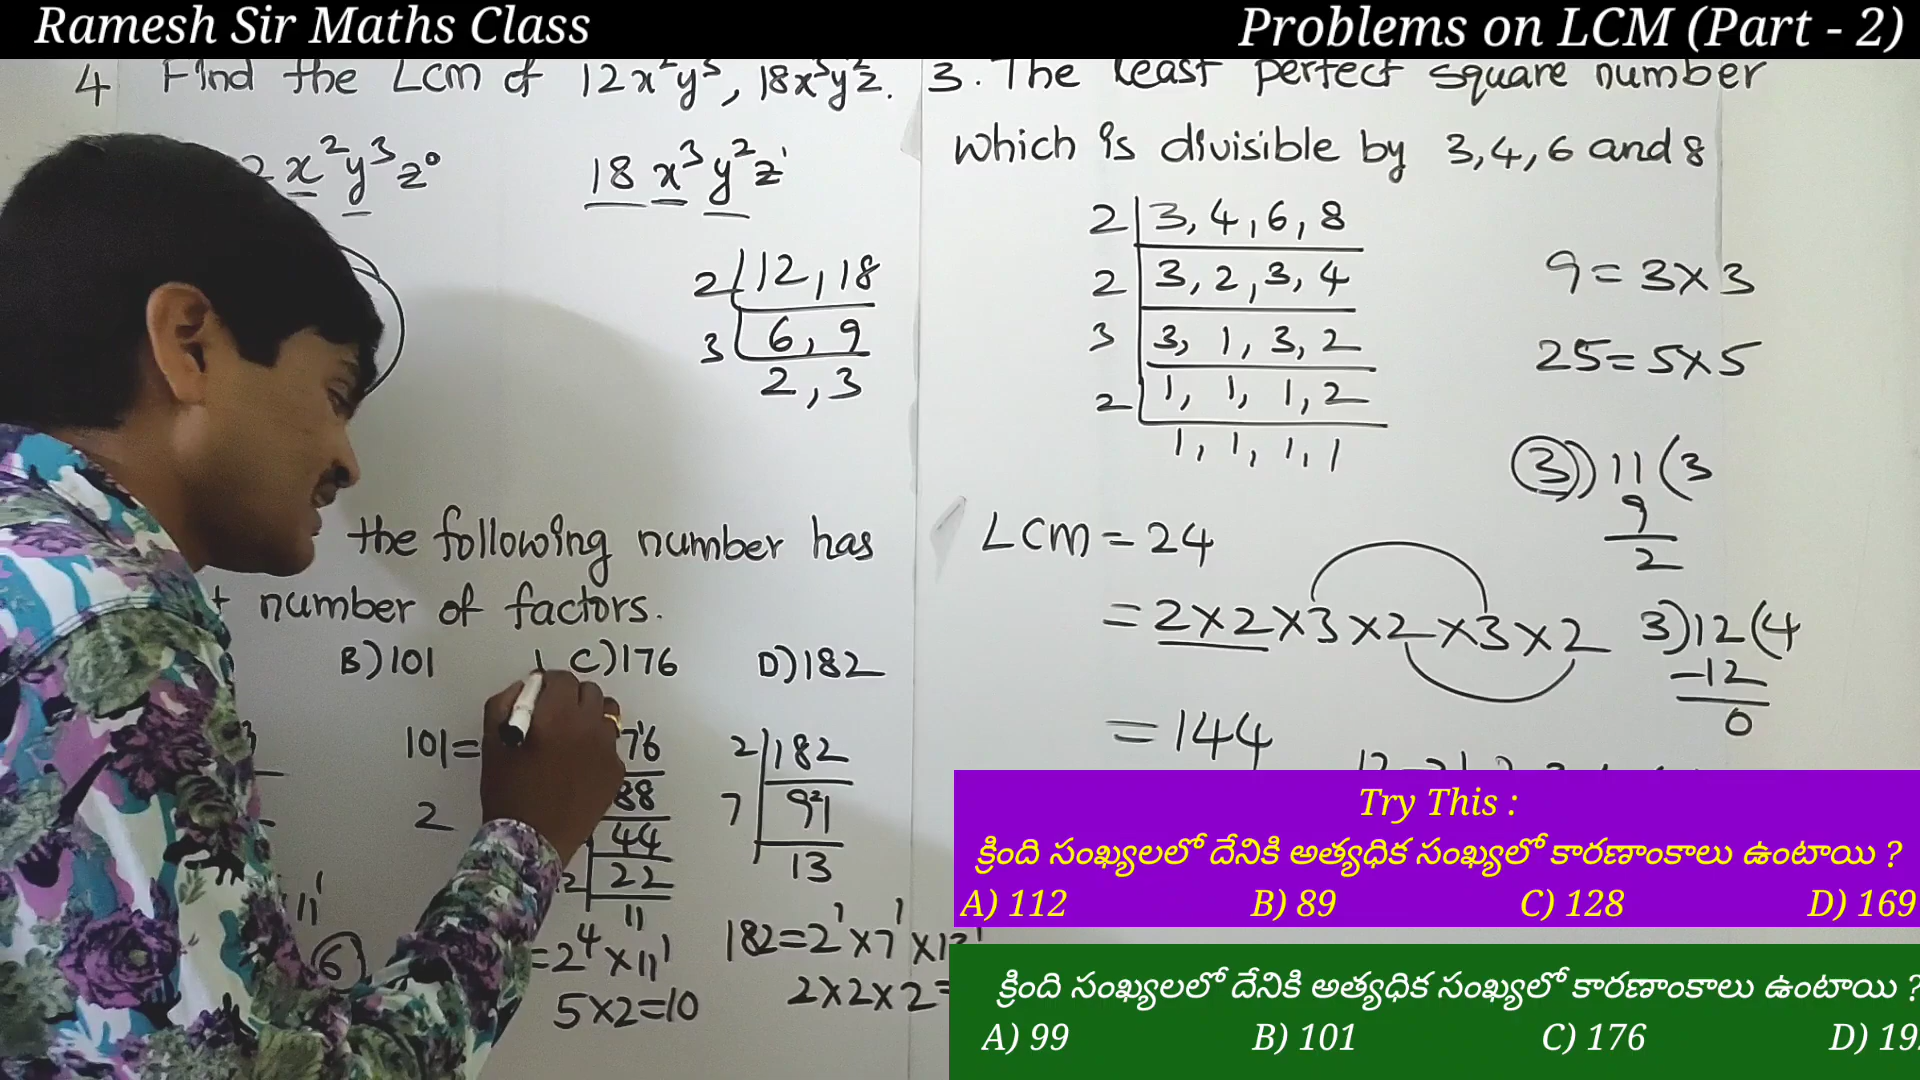 Ramesh Sir Maths Class
Problems on LCM (Part - 2)
4 Find the Lcm of 12x²y³, 18x³y²z.
2 x²y³z⁰
18 x³y²z¹
2 | 12, 18
3 | 6, 9
2, 3
the following number has
number of factors.
B) 101 C) 176 D) 182
101 =
2
76
88
44
2 | 22
11
= 2⁴ × 11¹
5×2=10
2 | 182
7 | 91
13
182 = 2¹ × 7¹ ×
2×2×2=
11¹
6
3. The least perfect square number
which is divisible by 3, 4, 6 and 8
2 | 3, 4, 6, 8
2 | 3, 2, 3, 4
3 | 3, 1, 3, 2
2 | 1, 1, 1, 2
1, 1, 1, 1
9 = 3×3
25 = 5×5
3) 11 (3
9
2
LCM = 24
= 2×2×3×2×3×2
= 144
3) 12 (4
-12
0
Try This :
క్రింది సంఖ్యలలో దేనికి అత్యధిక సంఖ్యలో కారణాంకాలు ఉంటాయి ?
A) 112 B) 89 C) 128 D) 169
క్రింది సంఖ్యలలో దేనికి అత్యధిక సంఖ్యలో కారణాంకాలు ఉంటాయి ?
A) 99 B) 101 C) 176 D) 19